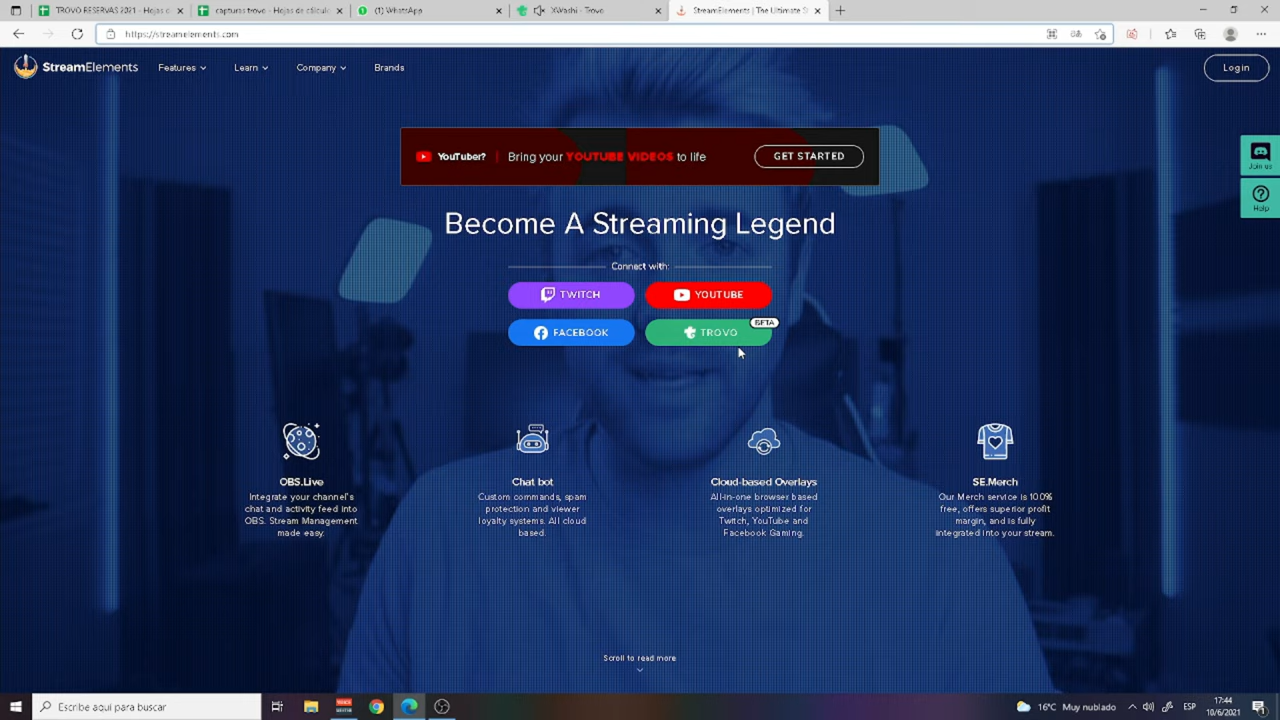 TROVO RESERVAS 2021 - Hojas de
capturas trovo - Hojas de cálculo
(1) WhatsApp
XWashi - Trovo
StreamElements | The Ultimate S
https://streamelements.com
StreamElements
Features
Learn
Company
Brands
Login
YouTuber? | Bring your YOUTUBE VIDEOS to life
GET STARTED
Join us
Help
Become A Streaming Legend
Connect with:
TWITCH
YOUTUBE
FACEBOOK
TROVO
BETA
OBS.Live
Integrate your channel's
chat and activity feed into
OBS. Stream Management
made easy.
Chat bot
Custom commands, spam
protection and viewer
loyalty systems. All cloud
based.
Cloud-based Overlays
All-in-one browser based
overlays optimized for
Twitch, YouTube and
Facebook Gaming.
SE.Merch
Our Merch service is 100%
free, offers superior profit
margin, and is fully
integrated into your stream.
Scroll to read more
Escribe aquí para buscar
16°C Muy nublado
ESP
17:44
10/6/2021